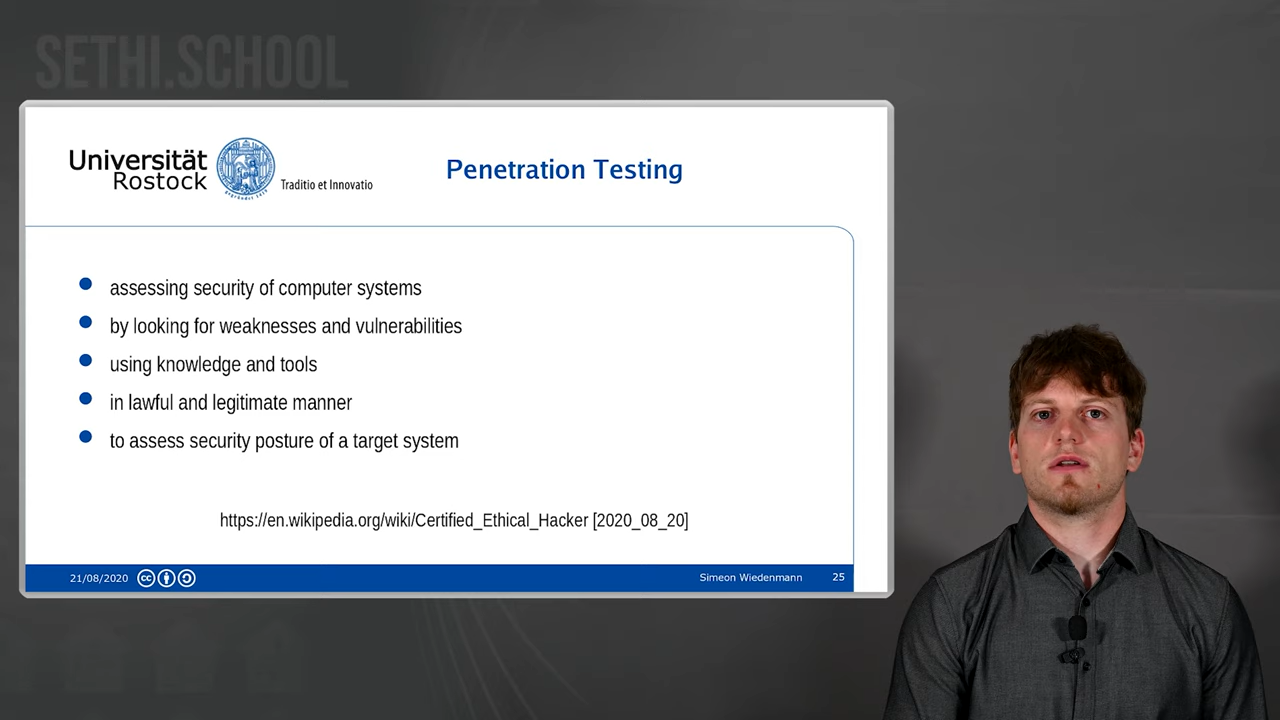 SETHI.SCHOOL
Universität
Rostock
Traditio et Innovatio
Penetration Testing
assessing security of computer systems
by looking for weaknesses and vulnerabilities
using knowledge and tools
in lawful and legitimate manner
to assess security posture of a target system
https://en.wikipedia.org/wiki/Certified_Ethical_Hacker [2020_08_20]
21/08/2020
cc
Simeon Wiedenmann
25